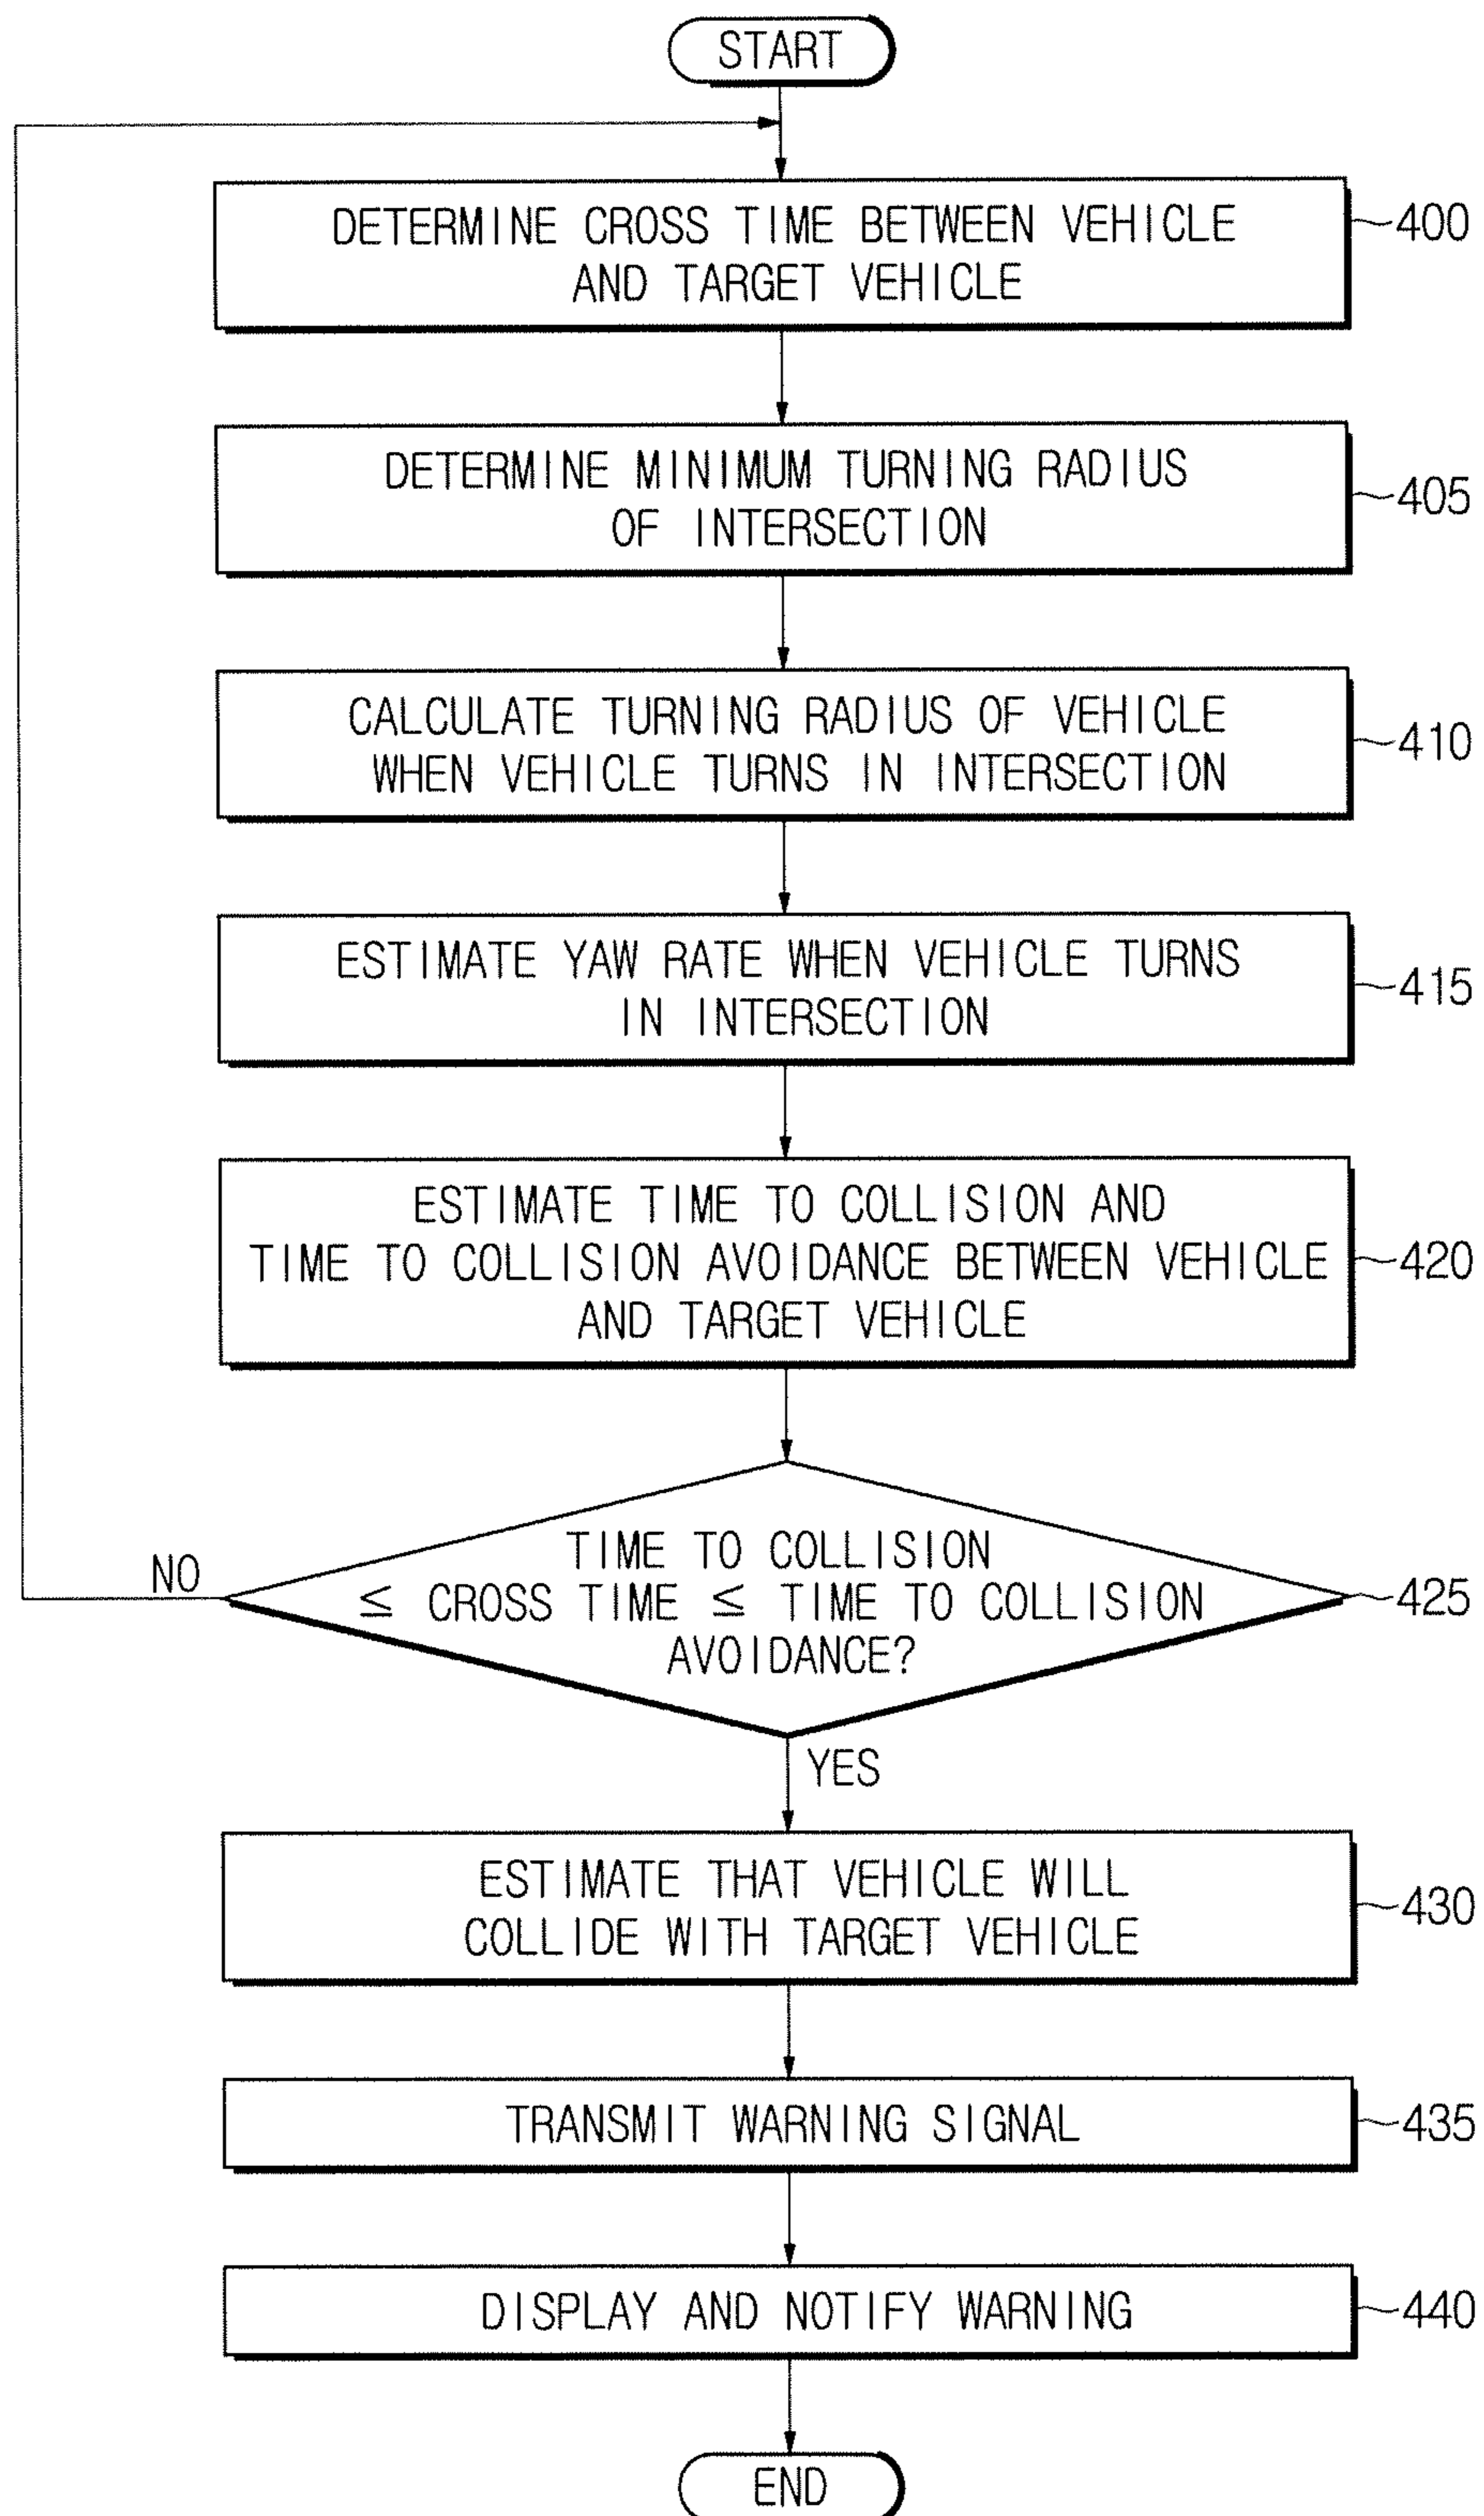 START
DETERMINE CROSS TIME BETWEEN VEHICLE
AND TARGET VEHICLE
400
DETERMINE MINIMUM TURNING RADIUS
OF INTERSECTION
405
CALCULATE TURNING RADIUS OF VEHICLE
WHEN VEHICLE TURNS IN INTERSECTION
410
ESTIMATE YAW RATE WHEN VEHICLE TURNS
IN INTERSECTION
415
ESTIMATE TIME TO COLLISION AND
TIME TO COLLISION AVOIDANCE BETWEEN VEHICLE
AND TARGET VEHICLE
420
NO
TIME TO COLLISION
≦ CROSS TIME ≦ TIME TO COLLISION
AVOIDANCE?
425
YES
ESTIMATE THAT VEHICLE WILL
COLLIDE WITH TARGET VEHICLE
430
TRANSMIT WARNING SIGNAL
435
DISPLAY AND NOTIFY WARNING
440
END